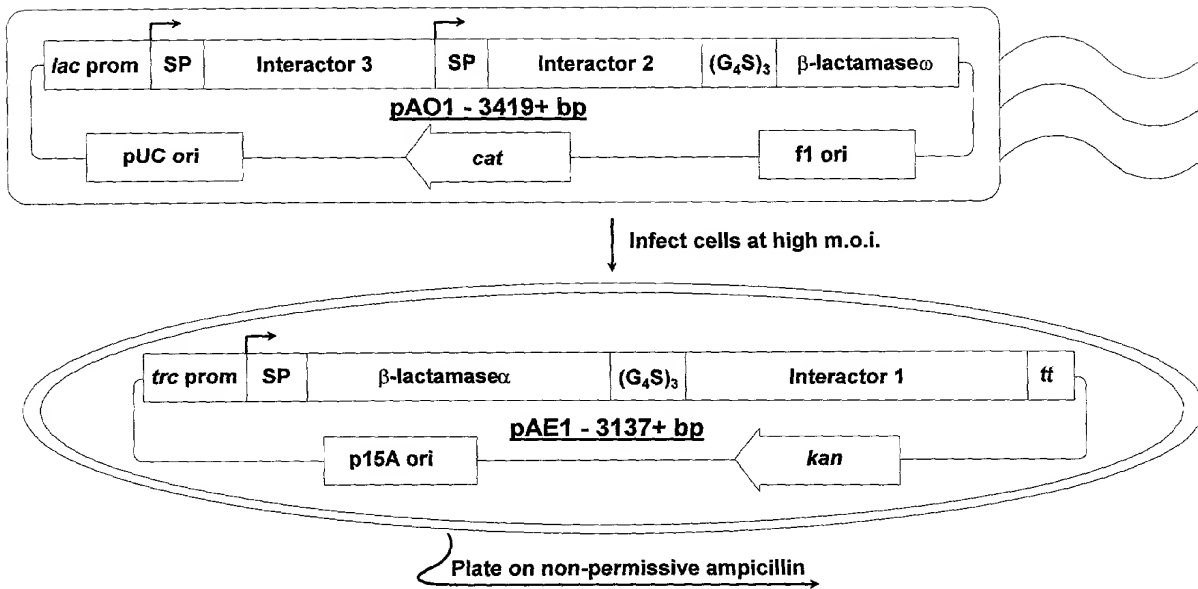 lac prom SP Interactor 3 SP Interactor 2 (G₄S)₃ β-lactamaseω
pAO1 - 3419+ bp
pUC ori cat f1 ori
Infect cells at high m.o.i.
trc prom SP β-lactamaseα (G₄S)₃ Interactor 1 tt
pAE1 - 3137+ bp
p15A ori kan
Plate on non-permissive ampicillin